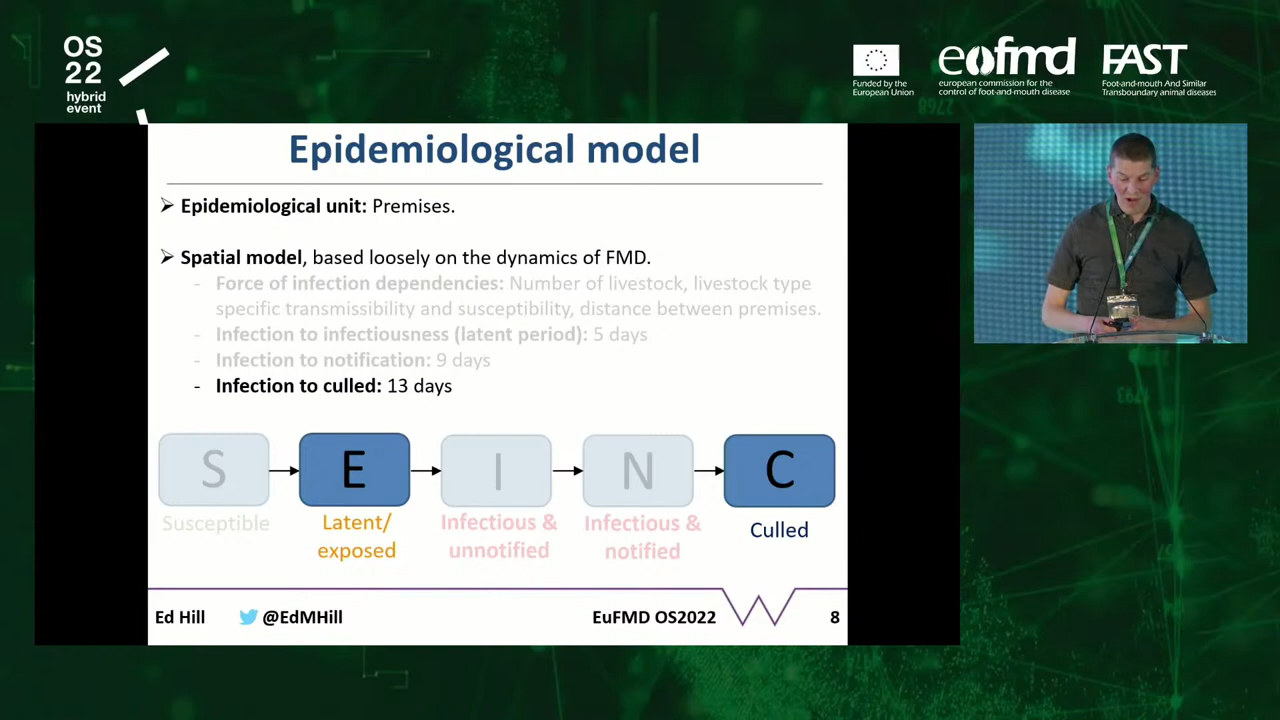 OS
22
hybrid
event
Funded by the
European Union
eofmd
european commission for the
control of foot-and-mouth disease
FAST
Foot-and-mouth And Similar
Transboundary animal diseases
Epidemiological model
➢ Epidemiological unit: Premises.
➢ Spatial model, based loosely on the dynamics of FMD.
- Force of infection dependencies: Number of livestock, livestock type
specific transmissibility and susceptibility, distance between premises.
- Infection to infectiousness (latent period): 5 days
- Infection to notification: 9 days
- Infection to culled: 13 days
S
E
I
N
C
Susceptible
Latent/
exposed
Infectious &
unnotified
Infectious &
notified
Culled
Ed Hill
@EdMHill
EuFMD OS2022
8